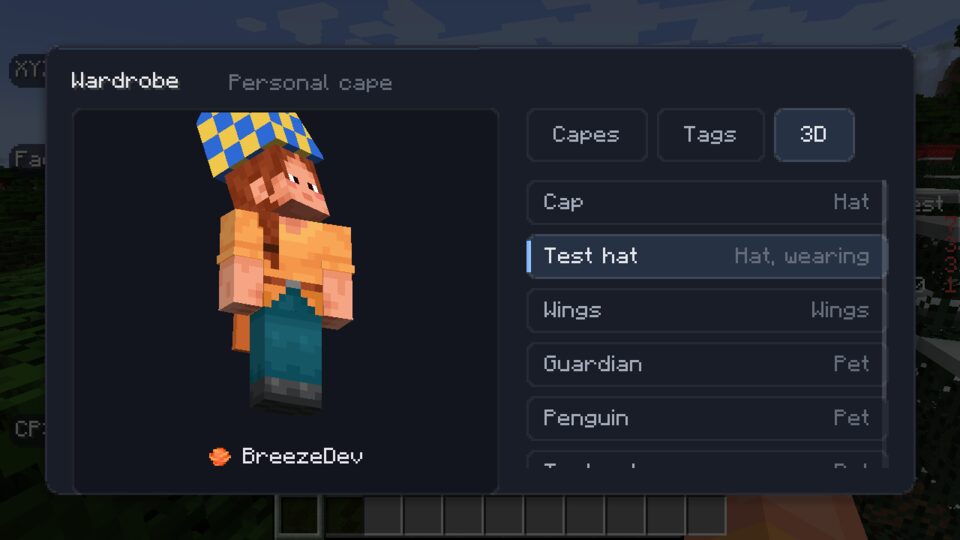 XYZ
Wardrobe Personal cape
Capes Tags 3D
Cap Hat
Test hat Hat, wearing
Wings Wings
Guardian Pet
Penguin Pet
BreezeDev